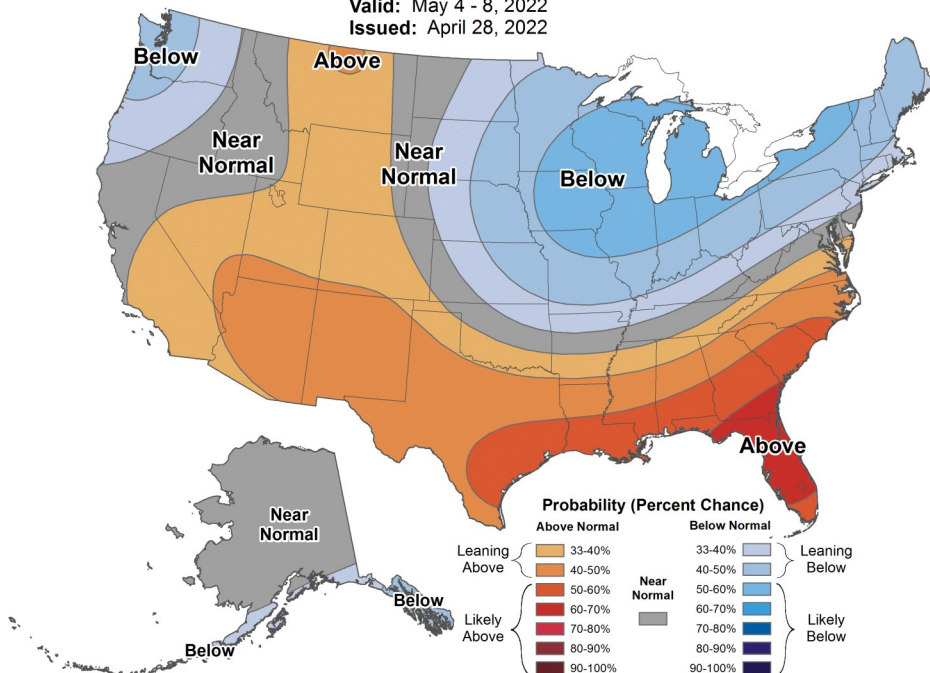 Valid: May 4 - 8, 2022
Issued: April 28, 2022
Below
Above
Near
Normal
Near
Normal
Below
Above
Near
Normal
Below
Below
Probability (Percent Chance)
Above Normal
Below Normal
Leaning
Above
33-40%
40-50%
Likely
Above
50-60%
60-70%
70-80%
80-90%
90-100%
Near
Normal
33-40%
40-50%
Leaning
Below
50-60%
60-70%
70-80%
80-90%
90-100%
Likely
Below